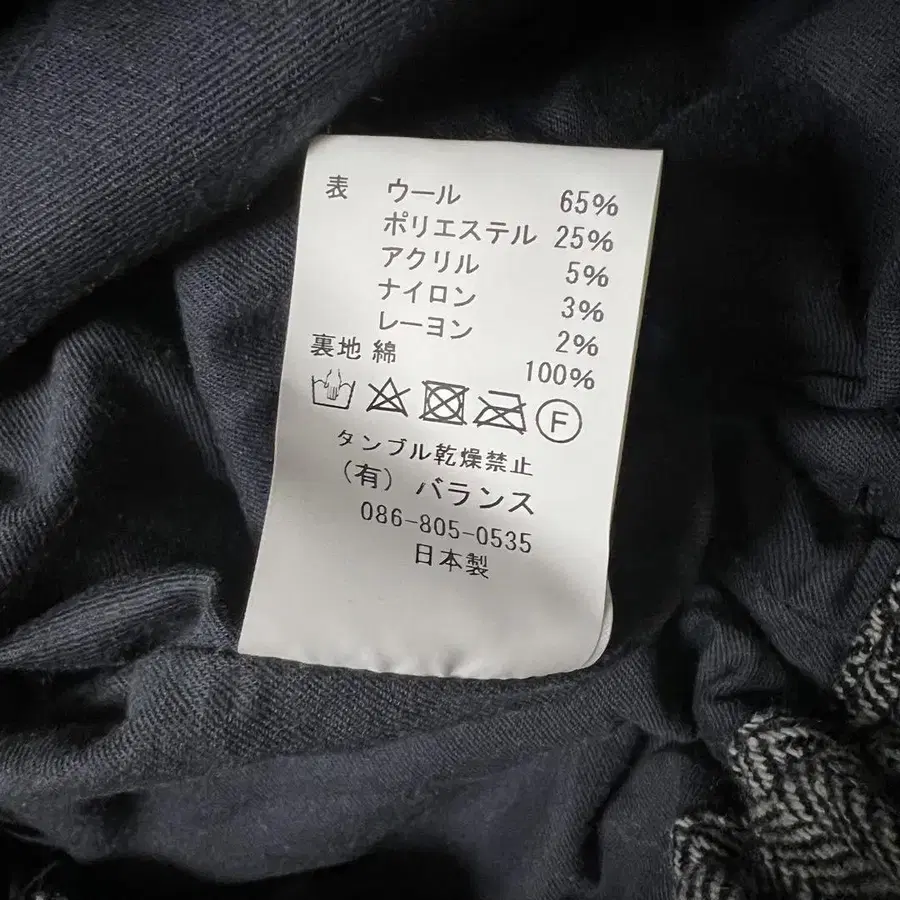 表 ウール 65%
ポリエステル 25%
アクリル 5%
ナイロン 3%
レーヨン 2%
裏地 綿 100%
F
タンブル乾燥禁止
(有) バランス
086-805-0535
日本製